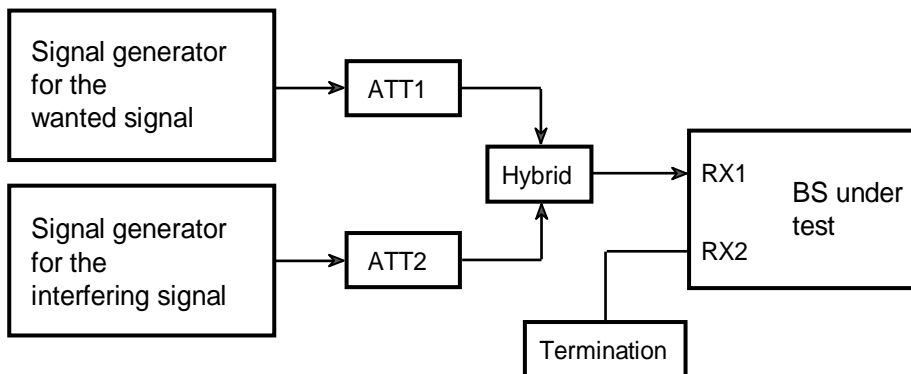 Signal generator
for the
wanted signal
ATT1
Hybrid
Signal generator
for the
interfering signal
ATT2
RX1
RX2
BS under
test
Termination